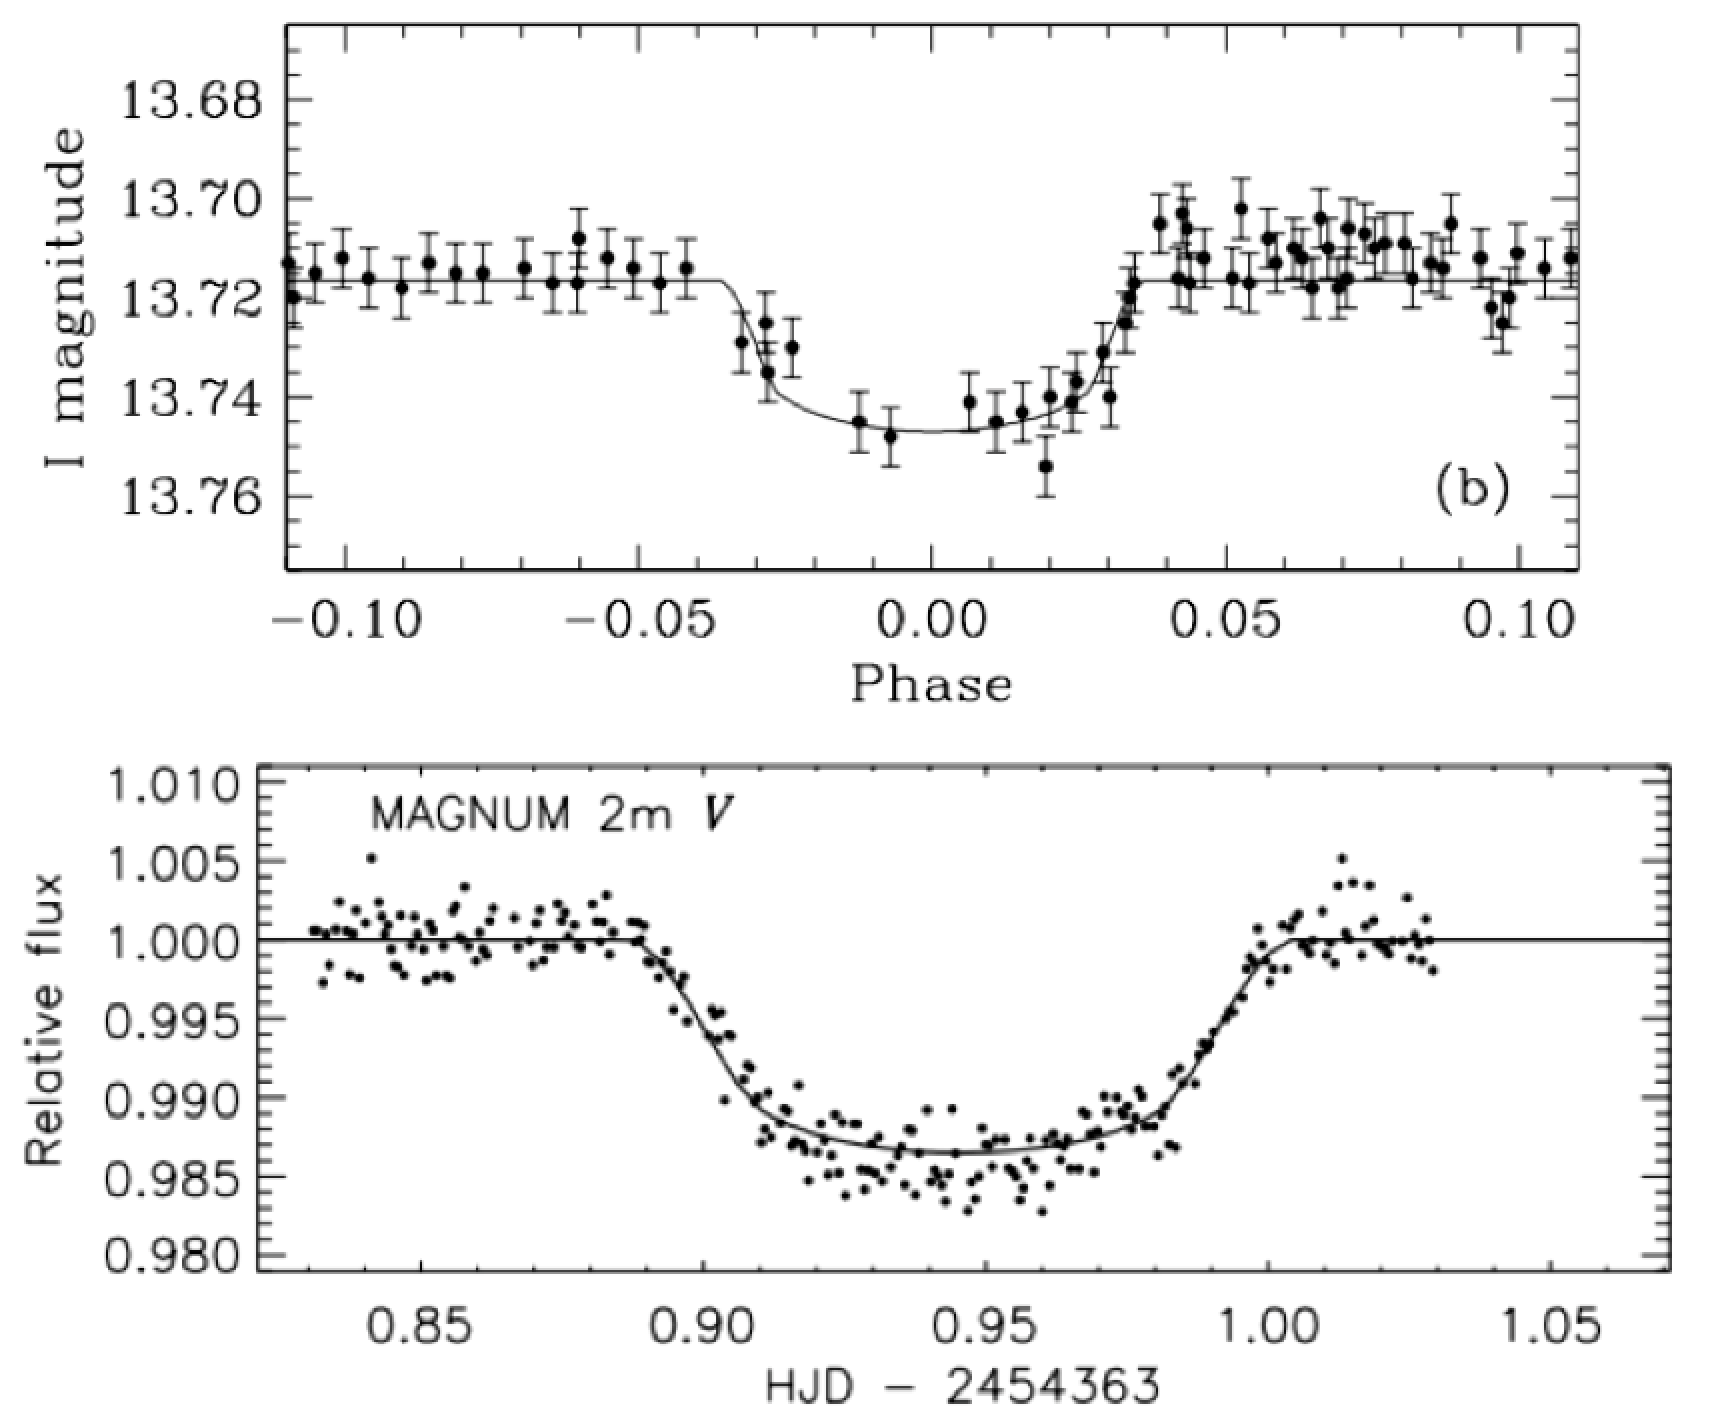 I magnitude
13.68
13.70
13.72
13.74
13.76
(b)
−0.10 −0.05 0.00 0.05 0.10
Phase
Relative flux
1.010
1.005
1.000
0.995
0.990
0.985
0.980
MAGNUM 2m V
0.85 0.90 0.95 1.00 1.05
HJD − 2454363